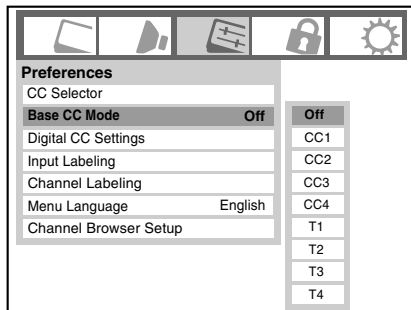 Preferences
CC Selector
Base CC Mode Off
Digital CC Settings
Input Labeling
Channel Labeling
Menu Language English
Channel Browser Setup
Off
CC1
CC2
CC3
CC4
T1
T2
T3
T4